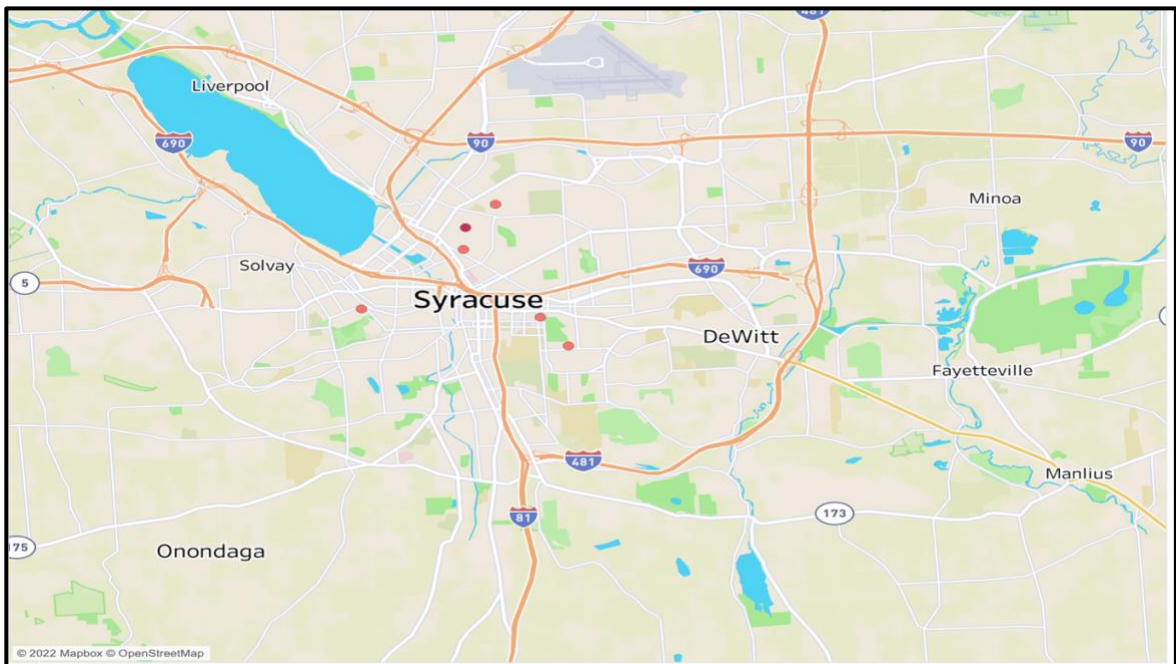 481
Liverpool
690
90
90
Minoa
Solvay
690
5
Syracuse
DeWitt
Fayetteville
481
Manlius
81
173
175
Onondaga
© 2022 Mapbox © OpenStreetMap